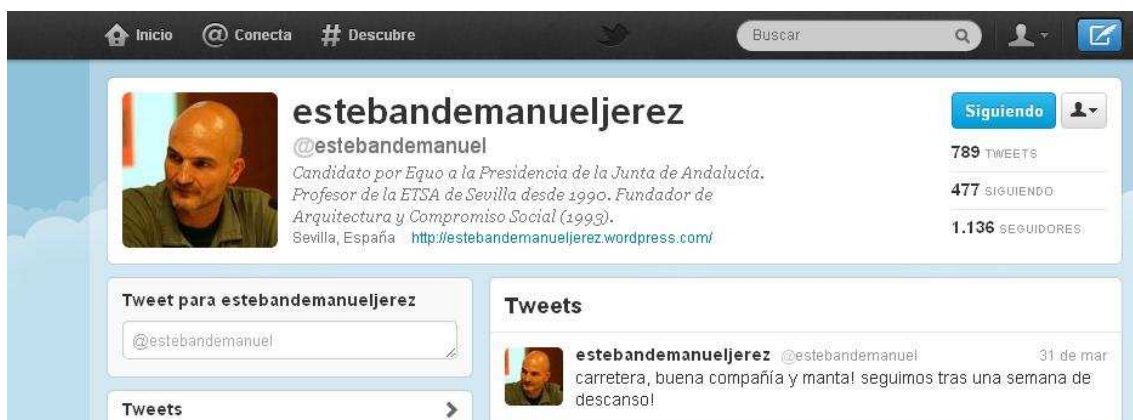 Inicio @ Conecta # Descubre Buscar
estebandemanueljerez
@estebandemanuel
Candidato por Equo a la Presidencia de la Junta de Andalucía.
Profesor de la ETSA de Sevilla desde 1990. Fundador de
Arquitectura y Compromiso Social (1993).
Sevilla, España http://estebandemanueljerez.wordpress.com/
Siguiendo
789 TWEETS
477 SIGUIENDO
1.136 SEGUIDORES
Tweet para estebandemanueljerez
@estebandemanuel
Tweets
Tweets
estebandemanueljerez @estebandemanuel 31 de mar
carretera, buena compañía y manta! seguimos tras una semana de
descanso!